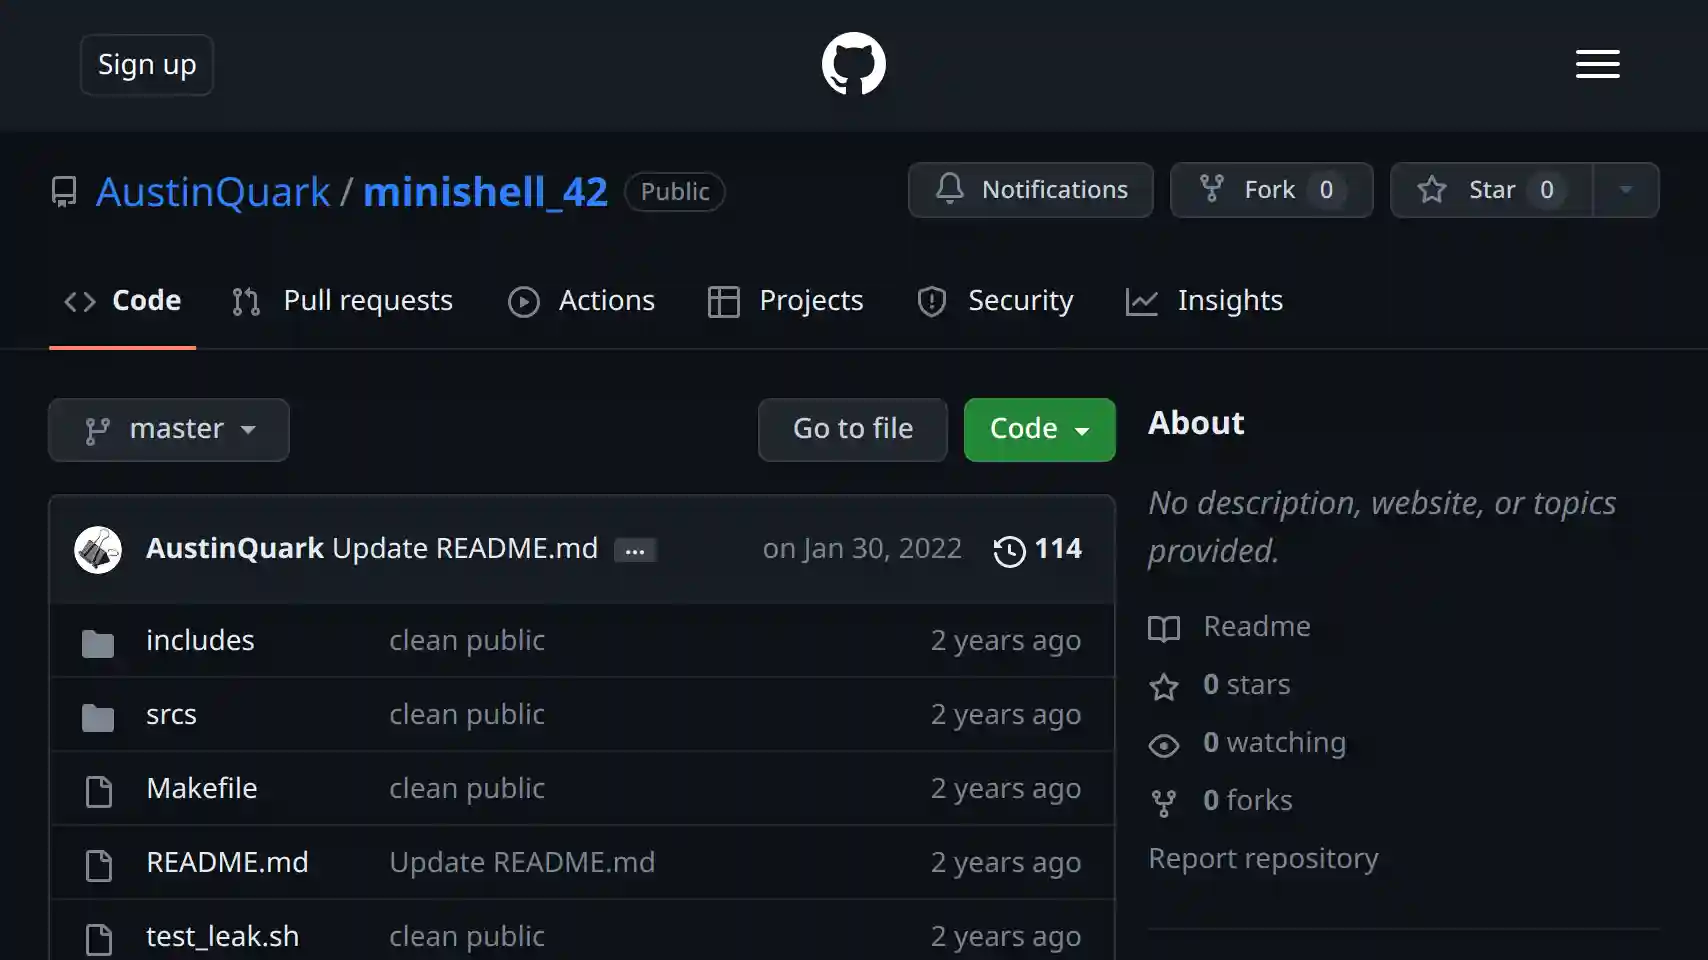 Sign up
AustinQuark / minishell_42 Public
Notifications
Fork 0
Star 0
Code
Pull requests
Actions
Projects
Security
Insights
master
Go to file
Code
AustinQuark Update README.md ... on Jan 30, 2022 114
includes clean public 2 years ago
srcs clean public 2 years ago
Makefile clean public 2 years ago
README.md Update README.md 2 years ago
test_leak.sh clean public 2 years ago
About
No description, website, or topics
provided.
Readme
0 stars
0 watching
0 forks
Report repository